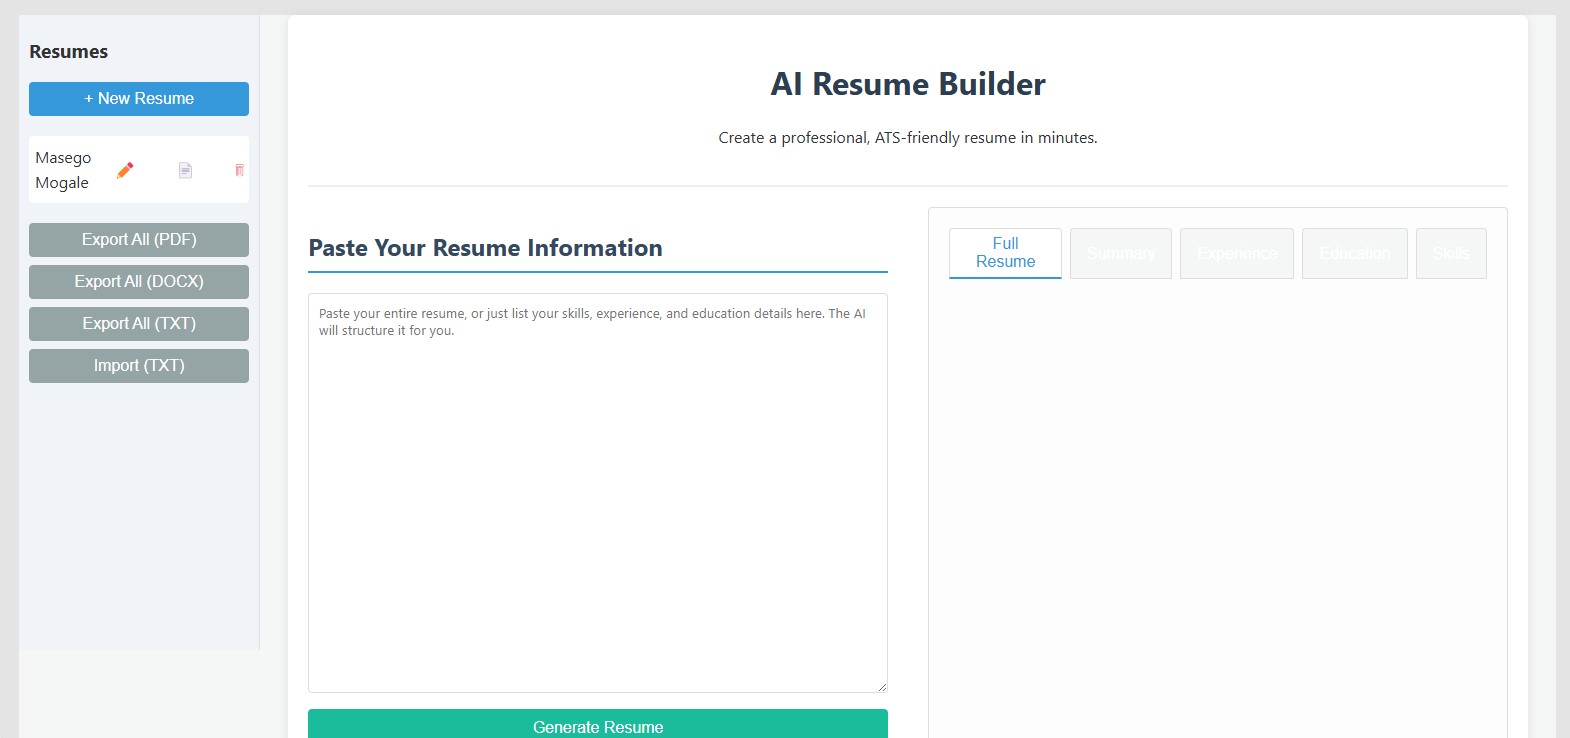 Resumes
+ New Resume
Masego
Mogale
Export All (PDF)
Export All (DOCX)
Export All (TXT)
Import (TXT)
AI Resume Builder
Create a professional, ATS-friendly resume in minutes.
Paste Your Resume Information
Paste your entire resume, or just list your skills, experience, and education details here. The AI
will structure it for you.
Generate Resume
Full
Resume
Summary
Experience
Education
Skills